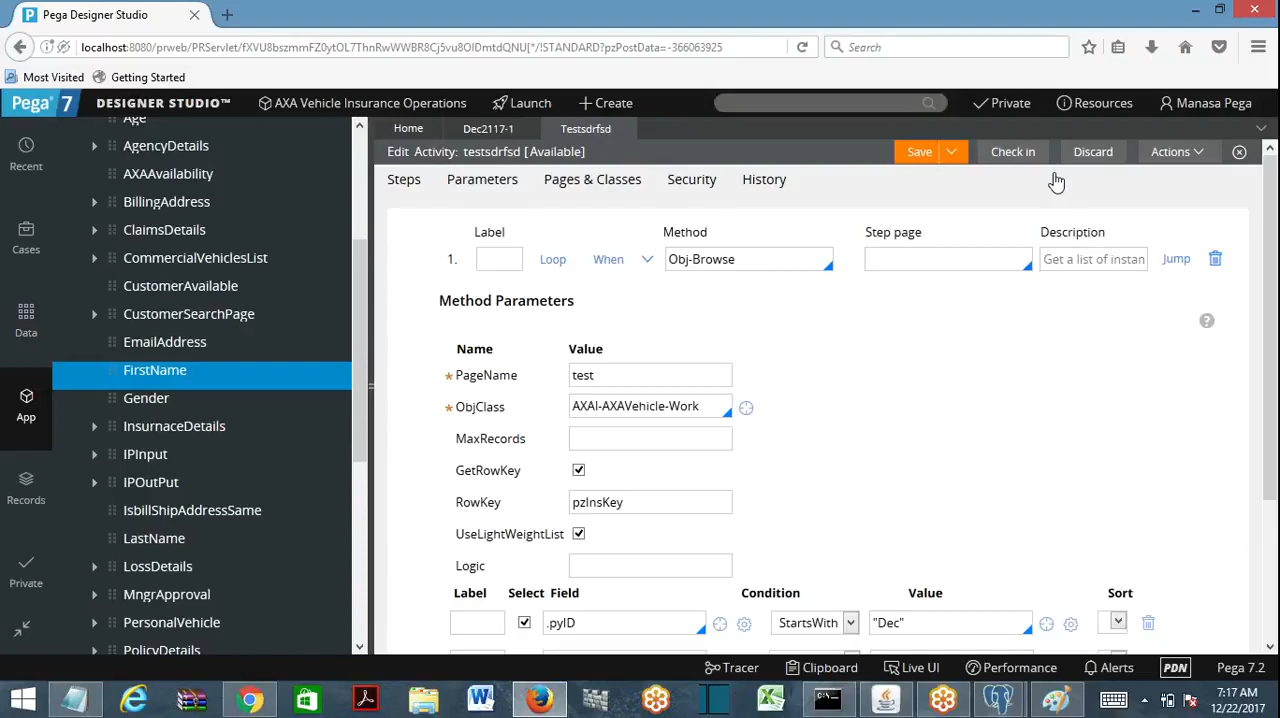 Pega Designer Studio
localhost:8080/prweb/PRServlet/fXVU8bszmmFZ0ytOL7ThnRwWWBR8Cj5vu8OIDmtdQNU[*/!STANDARD?pzPostData=-366063925
Search
Most Visited
Getting Started
Pega 7
DESIGNER STUDIO™
AXA Vehicle Insurance Operations
Launch
Create
Private
Resources
Manasa Pega
Recent
Cases
Data
App
Records
Private
Age
AgencyDetails
AXAAvailability
BillingAddress
ClaimsDetails
CommercialVehiclesList
CustomerAvailable
CustomerSearchPage
EmailAddress
FirstName
Gender
InsurnaceDetails
IPInput
IPOutPut
IsbillShipAddressSame
LastName
LossDetails
MngrApproval
PersonalVehicle
PolicyDetails
Home
Dec2117-1
Testsdrfsd
Edit Activity: testsdrfsd [Available]
Save
Check in
Discard
Actions
Steps
Parameters
Pages & Classes
Security
History
Label
Method
Step page
Description
1.
Loop
When
Obj-Browse
Get a list of instan
Jump
Method Parameters
Name
Value
* PageName
test
* ObjClass
AXAI-AXAVehicle-Work
MaxRecords
GetRowKey
RowKey
pzInsKey
UseLightWeightList
Logic
Label
Select
Field
Condition
Value
Sort
.pyID
StartsWith
"Dec"
Tracer
Clipboard
Live UI
Performance
Alerts
PDN
Pega 7.2
7:17 AM
12/22/2017